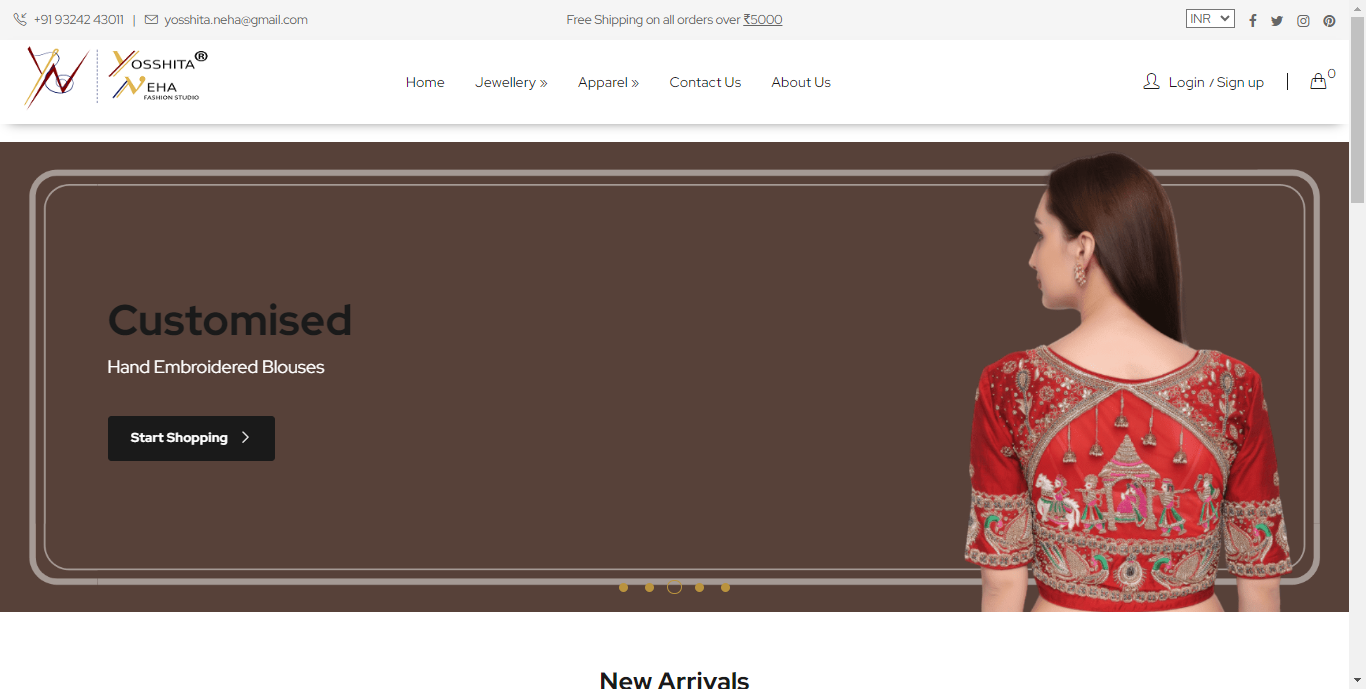 +91 93242 43011 | yosshita.neha@gmail.com
Free Shipping on all orders over ₹5000
INR
YOSSHITA®
NEHA
FASHION STUDIO
Home
Jewellery »
Apparel »
Contact Us
About Us
Login / Sign up
0
Customised
Hand Embroidered Blouses
Start Shopping
New Arrivals